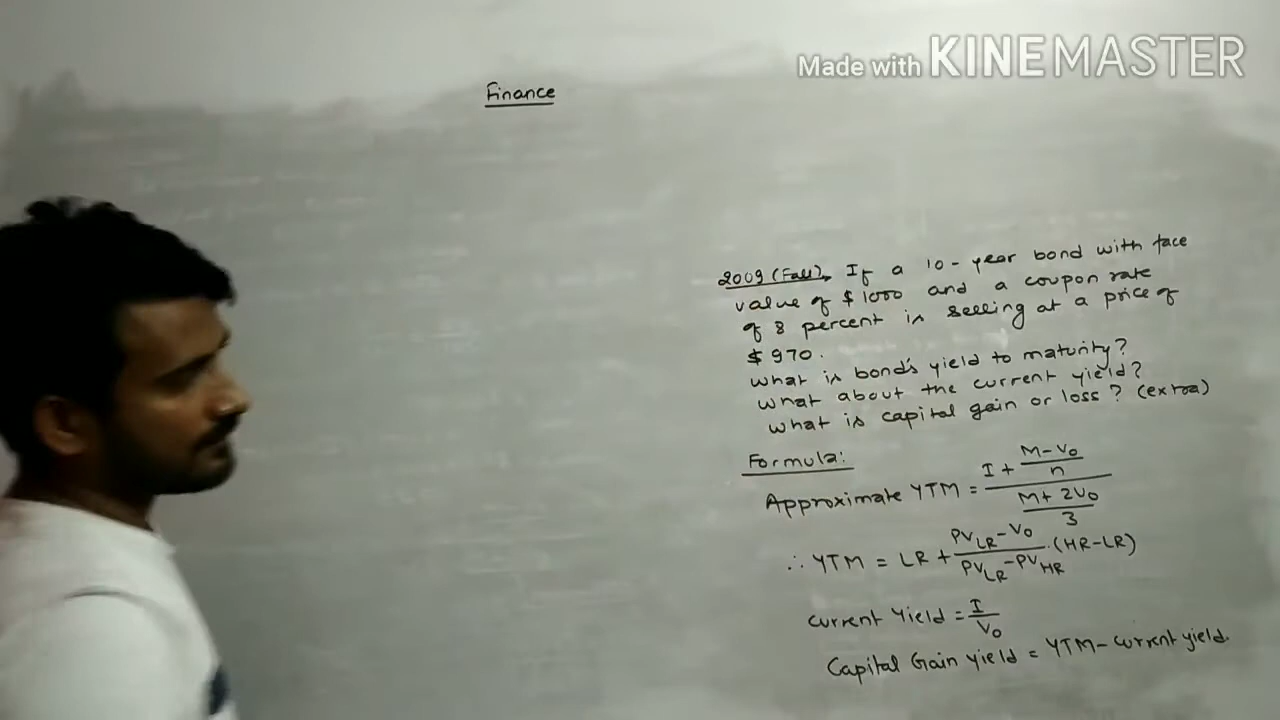 Made with KINEMASTER
Finance
2009 (Fall), If a 10-year bond with face
value of $1000 and a coupon rate
of 8 percent is selling at a price of
$970.
What is bond's yield to maturity?
What about the current yield?
What is capital gain or loss? (extra)
Formula:
Approximate YTM = (I + (M-V₀)/n) / ((M+2V₀)/3)
∴ YTM = LR + (PV_LR - V₀)/(PV_LR - PV_HR) · (HR-LR)
Current Yield = I/V₀
Capital Gain yield = YTM - Current yield.